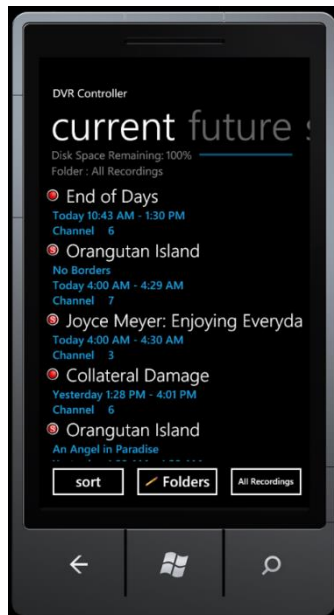 DVR Controller
current future s
Disk Space Remaining: 100%
Folder : All Recordings
End of Days
Today 10:43 AM - 1:30 PM
Channel 6
S Orangutan Island
No Borders
Today 4:00 AM - 4:29 AM
Channel 7
S Joyce Meyer: Enjoying Everyda
Today 4:00 AM - 4:30 AM
Channel 3
Collateral Damage
Yesterday 1:28 PM - 4:01 PM
Channel 6
S Orangutan Island
An Angel in Paradise
sort Folders All Recordings